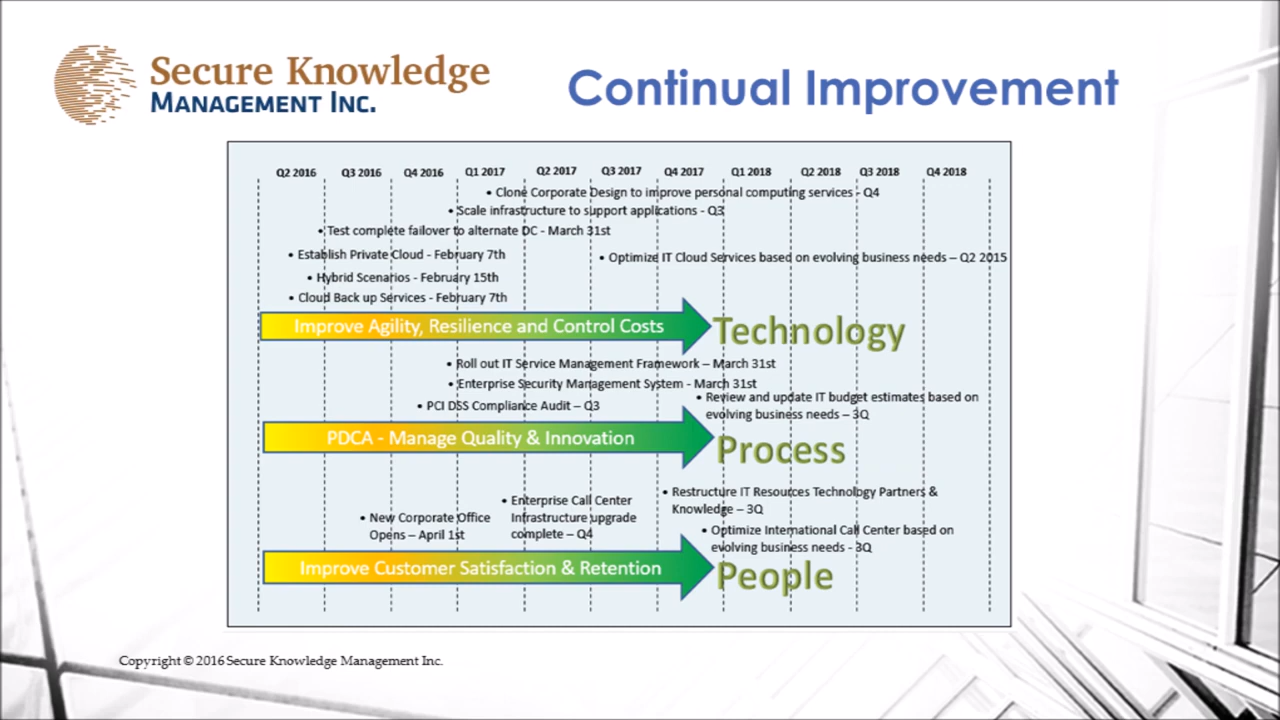 Secure Knowledge
MANAGEMENT INC.
Continual Improvement
Q2 2016 Q3 2016 Q4 2016 Q1 2017 Q2 2017 Q3 2017 Q4 2017 Q1 2018 Q2 2018 Q3 2018 Q4 2018
• Clone Corporate Design to improve personal computing services - Q4
• Scale infrastructure to support applications - Q3
• Test complete failover to alternate DC - March 31st
• Establish Private Cloud - February 7th
• Optimize IT Cloud Services based on evolving business needs – Q2 2015
• Hybrid Scenarios - February 15th
• Cloud Back up Services - February 7th
Improve Agility, Resilience and Control Costs
Technology
• Roll out IT Service Management Framework – March 31st
• Enterprise Security Management System - March 31st
• PCI DSS Compliance Audit – Q3
• Review and update IT budget estimates based on
evolving business needs – 3Q
PDCA - Manage Quality & Innovation
Process
• New Corporate Office
Opens – April 1st
• Enterprise Call Center
Infrastructure upgrade
complete – Q4
• Restructure IT Resources Technology Partners &
Knowledge – 3Q
• Optimize International Call Center based on
evolving business needs - 3Q
Improve Customer Satisfaction & Retention
People
Copyright © 2016 Secure Knowledge Management Inc.